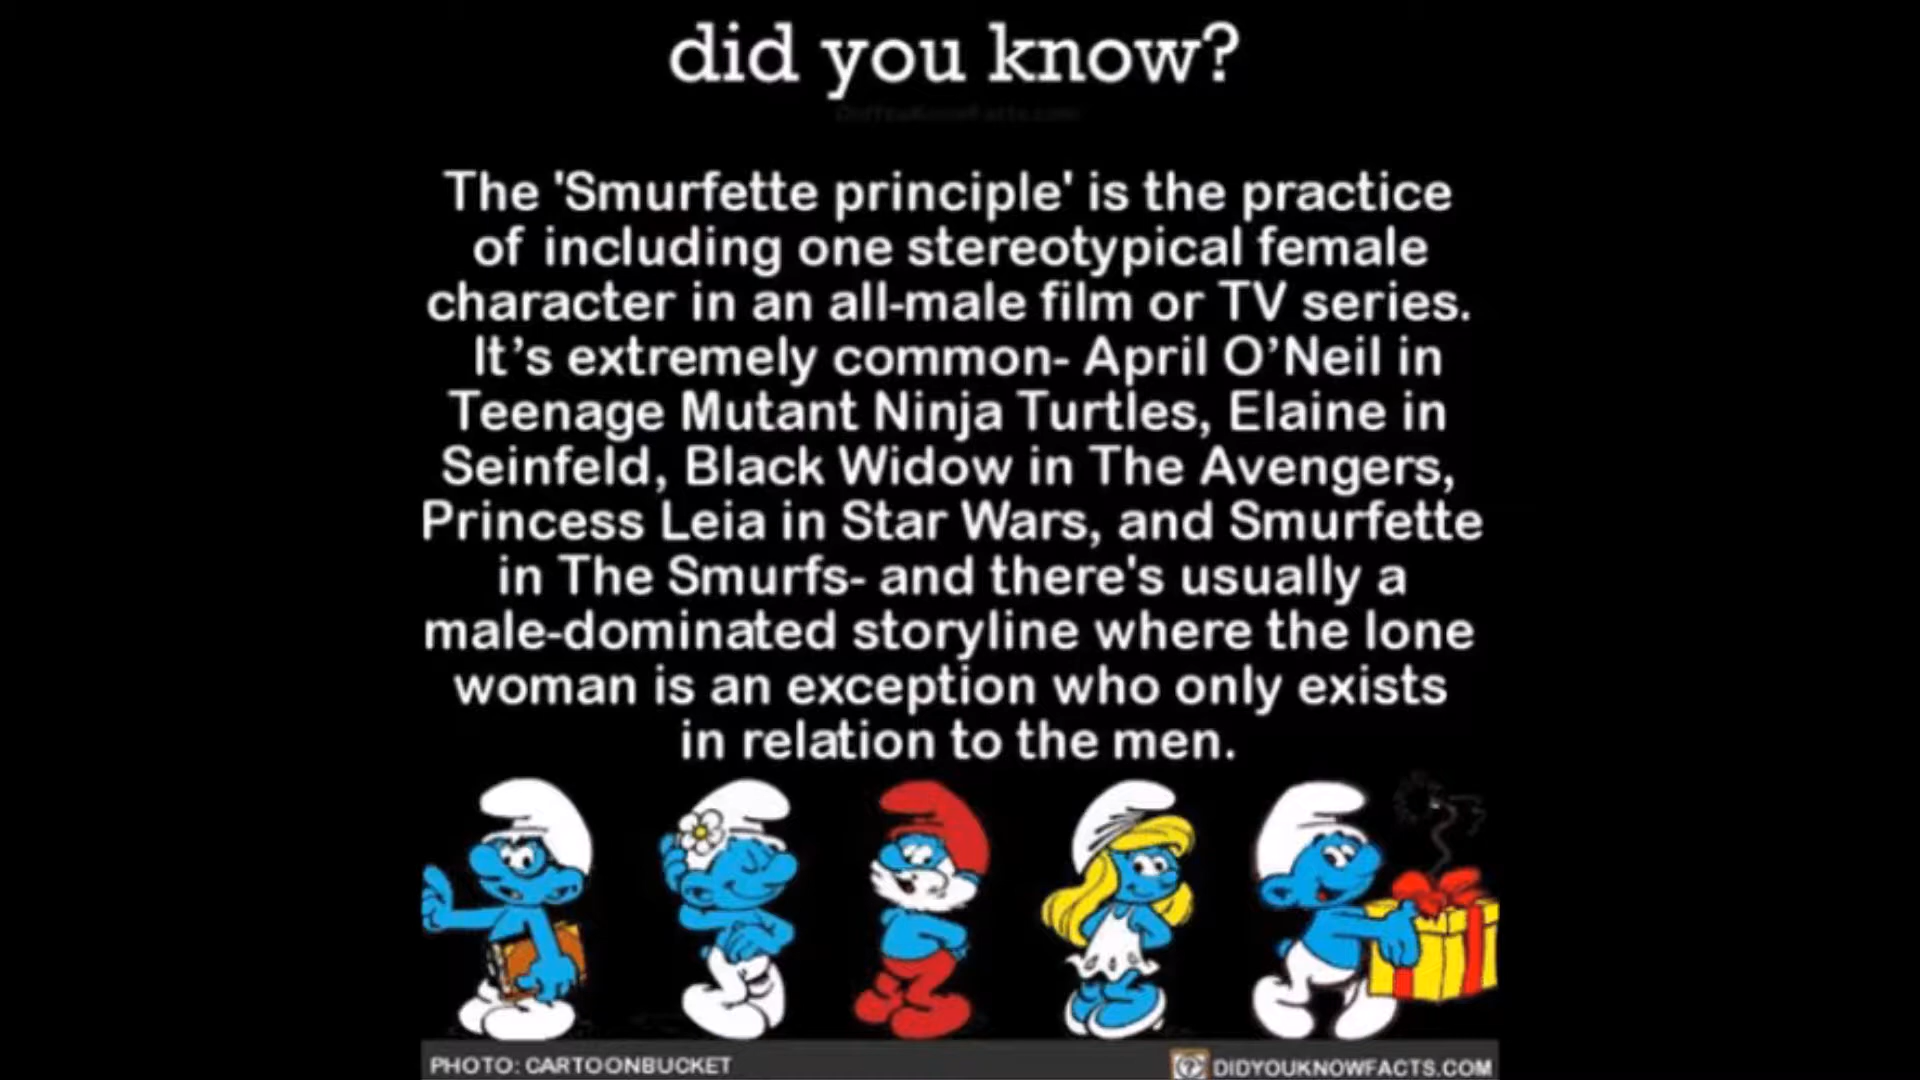 did you know?
DidYouKnowFacts.com
The 'Smurfette principle' is the practice
of including one stereotypical female
character in an all-male film or TV series.
It’s extremely common- April O’Neil in
Teenage Mutant Ninja Turtles, Elaine in
Seinfeld, Black Widow in The Avengers,
Princess Leia in Star Wars, and Smurfette
in The Smurfs- and there's usually a
male-dominated storyline where the lone
woman is an exception who only exists
in relation to the men.
PHOTO: CARTOONBUCKET
DIDYOUKNOWFACTS.COM